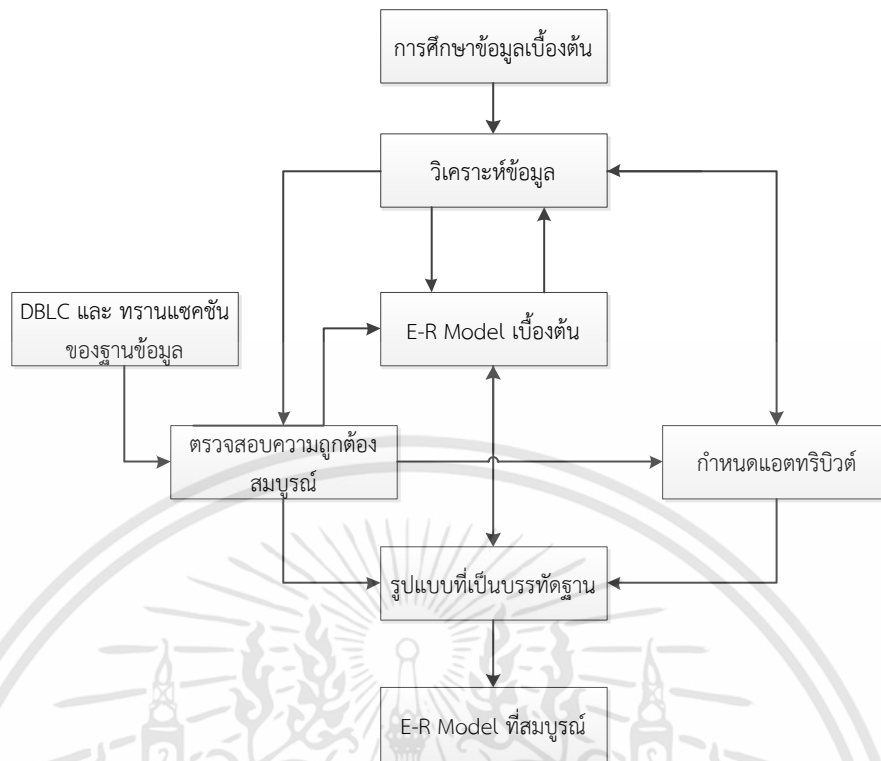 การศึกษาข้อมูลเบื้องต้น
วิเคราะห์ข้อมูล
DBLC และ ทรานแซคชัน
ของฐานข้อมูล
E-R Model เบื้องต้น
ตรวจสอบความถูกต้อง
สมบูรณ์
กำหนดแอตทริบิวต์
รูปแบบที่เป็นบรรทัดฐาน
E-R Model ที่สมบูรณ์